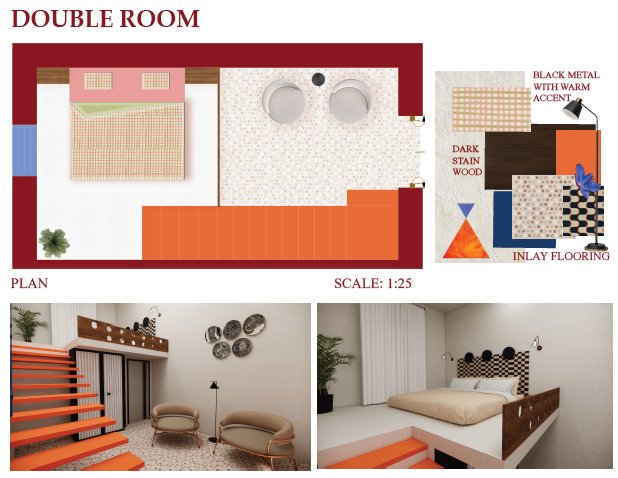 DOUBLE ROOM
BLACK METAL
WITH WARM
ACCENT
DARK
STAIN
WOOD
INLAY FLOORING
PLAN
SCALE: 1:25